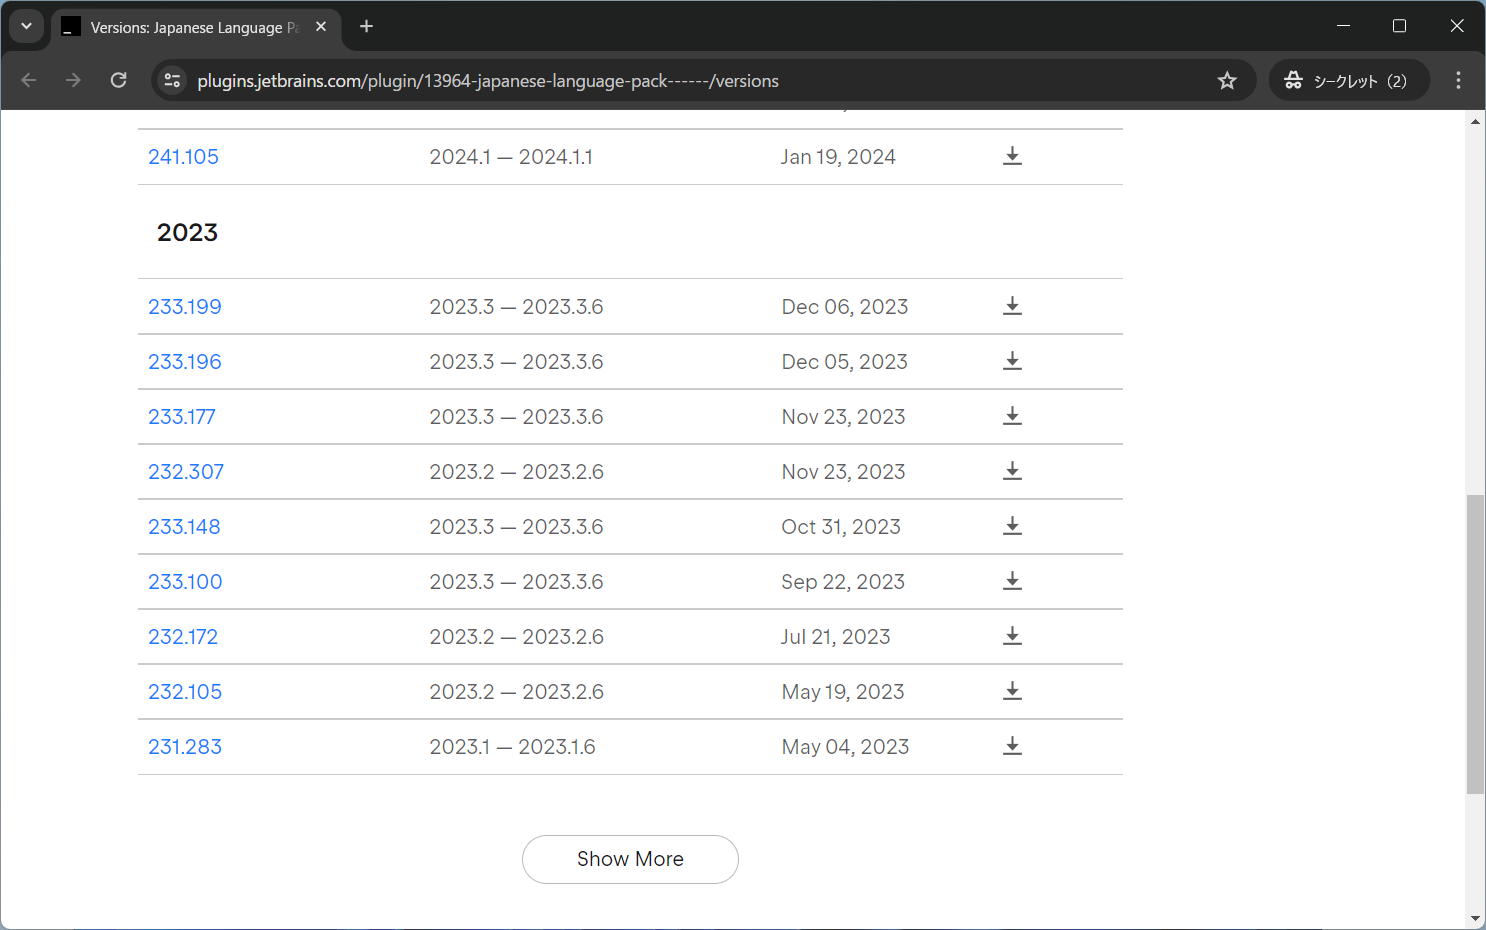 Versions: Japanese Language Pa
plugins.jetbrains.com/plugin/13964-japanese-language-pack------/versions
シークレット (2)
241.105 2024.1 — 2024.1.1 Jan 19, 2024
2023
233.199 2023.3 — 2023.3.6 Dec 06, 2023
233.196 2023.3 — 2023.3.6 Dec 05, 2023
233.177 2023.3 — 2023.3.6 Nov 23, 2023
232.307 2023.2 — 2023.2.6 Nov 23, 2023
233.148 2023.3 — 2023.3.6 Oct 31, 2023
233.100 2023.3 — 2023.3.6 Sep 22, 2023
232.172 2023.2 — 2023.2.6 Jul 21, 2023
232.105 2023.2 — 2023.2.6 May 19, 2023
231.283 2023.1 — 2023.1.6 May 04, 2023
Show More